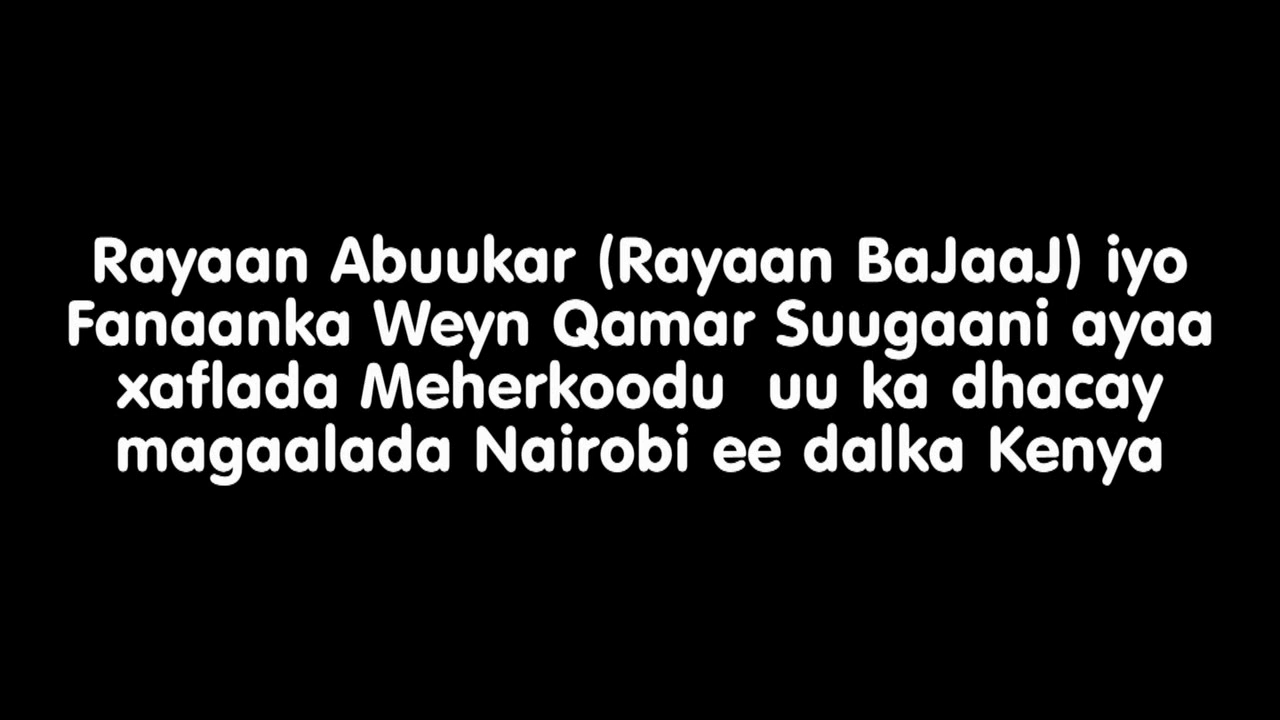 Rayaan Abuukar (Rayaan BaJaaJ) iyo
Fanaanka Weyn Qamar Suugaani ayaa
xaflada Meherkoodu  uu ka dhacay
magaalada Nairobi ee dalka Kenya